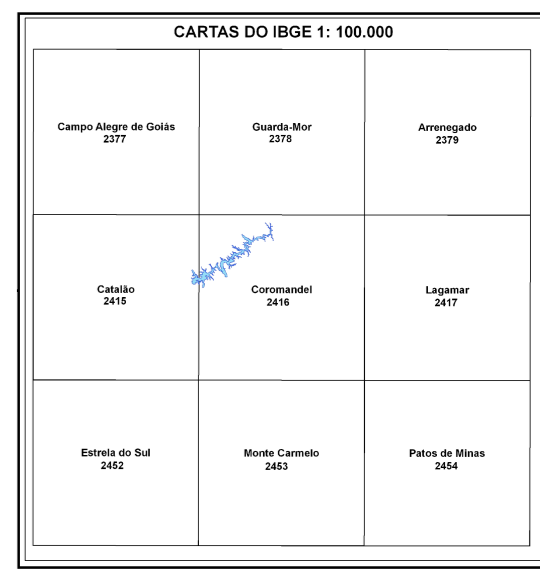 CARTAS DO IBGE 1: 100.000
Campo Alegre de Goiás
2377
Guarda-Mor
2378
Arrenegado
2379
Catalão
2415
Coromandel
2416
Lagamar
2417
Estrela do Sul
2452
Monte Carmelo
2453
Patos de Minas
2454